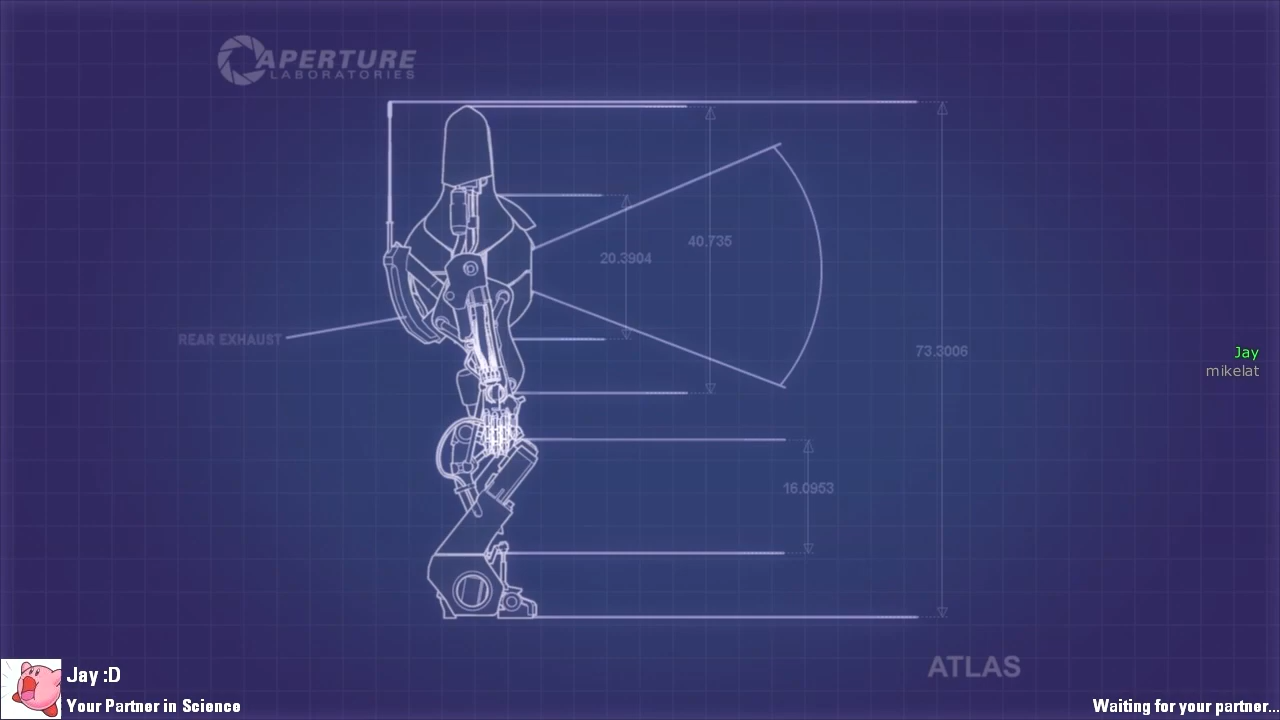 APERTURE
LABORATORIES
40.735
20.3904
REAR EXHAUST
73.3006
Jay
mikelat
16.0953
ATLAS
Jay :D
Your Partner in Science
Waiting for your partner...